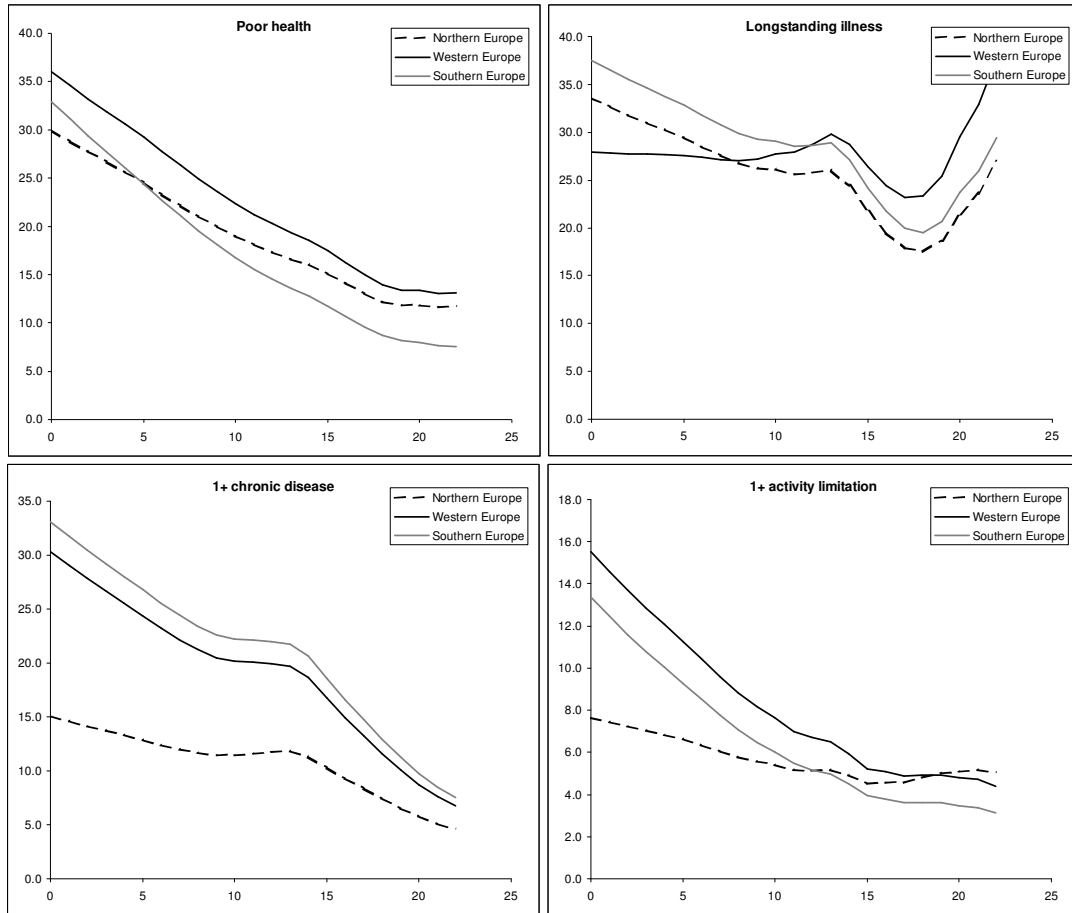 Poor health
Northern Europe
Western Europe
Southern Europe
40.0
35.0
30.0
25.0
20.0
15.0
10.0
5.0
0.0
0 5 10 15 20 25
Longstanding illness
Northern Europe
Western Europe
Southern Europe
40.0
35.0
30.0
25.0
20.0
15.0
10.0
5.0
0.0
0 5 10 15 20 25
1+ chronic disease
Northern Europe
Western Europe
Southern Europe
35.0
30.0
25.0
20.0
15.0
10.0
5.0
0.0
0 5 10 15 20 25
1+ activity limitation
Northern Europe
Western Europe
Southern Europe
18.0
16.0
14.0
12.0
10.0
8.0
6.0
4.0
2.0
0.0
0 5 10 15 20 25